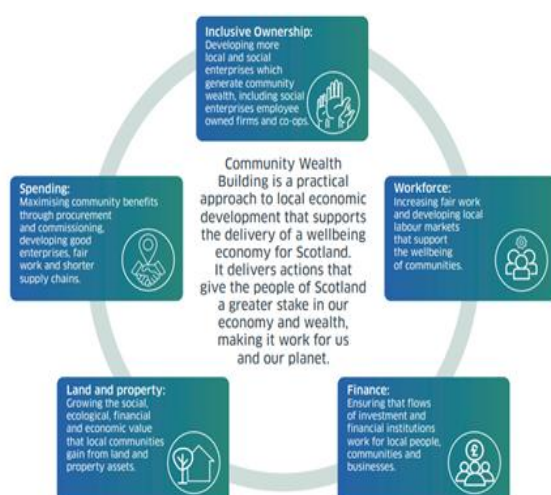 Inclusive Ownership:
Developing more
local and social
enterprises which
generate community
wealth, including social
enterprises employee
owned firms and co-ops.
Community Wealth
Building is a practical
approach to local economic
development that supports
the delivery of a wellbeing
economy for Scotland.
It delivers actions that
give the people of Scotland
a greater stake in our
economy and wealth,
making it work for us
and our planet.
Spending:
Maximising community benefits
through procurement
and commissioning,
developing good
enterprises, fair
work and shorter
supply chains.
Workforce:
Increasing fair work
and developing local
labour markets
that support
the wellbeing
of communities.
Land and property:
Growing the social,
ecological, financial
and economic value
that local communities
gain from land and
property assets.
Finance:
Ensuring that flows
of investment and
financial institutions
work for local people,
communities and
businesses.
£